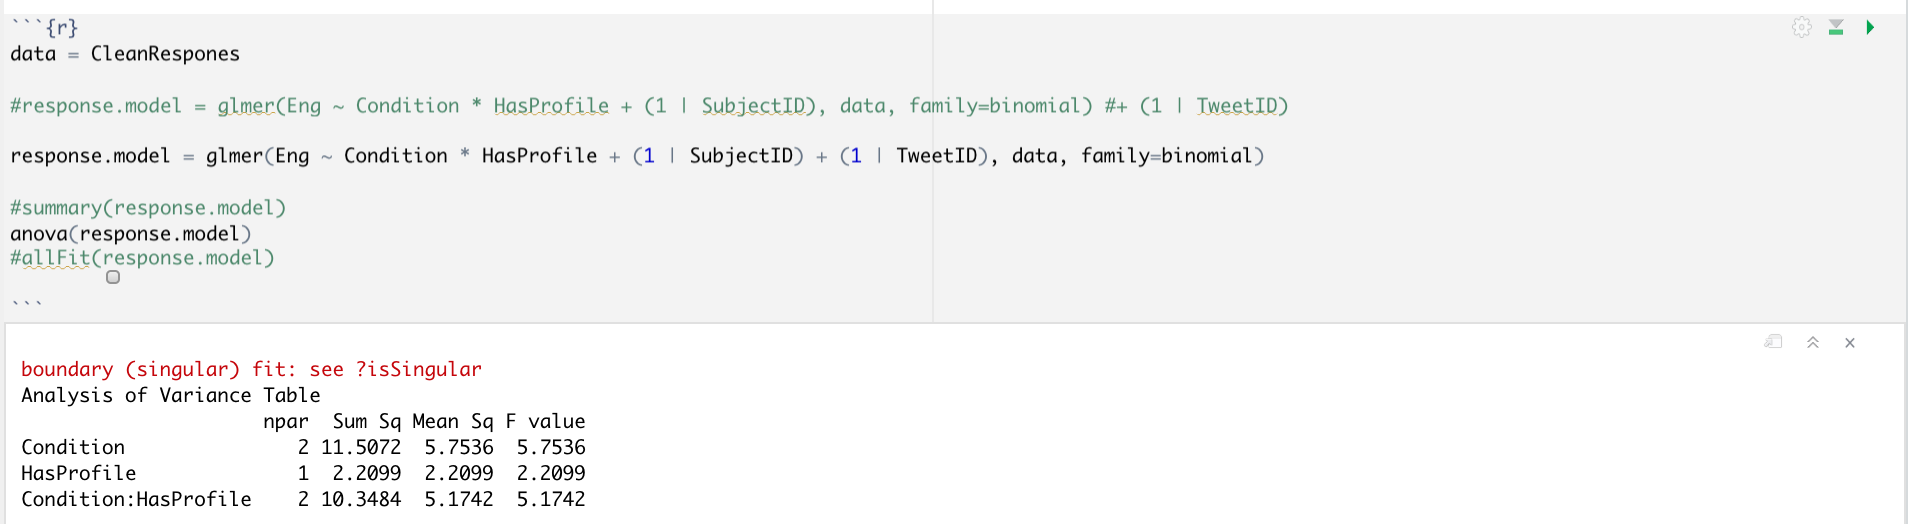 ```{r}
data = CleanRespones
#response.model = glmer(Eng ~ Condition * HasProfile + (1 | SubjectID), data, family=binomial) #+ (1 | TweetID)
response.model = glmer(Eng ~ Condition * HasProfile + (1 | SubjectID) + (1 | TweetID), data, family=binomial)
#summary(response.model)
anova(response.model)
#allFit(response.model)
```
boundary (singular) fit: see ?isSingular
Analysis of Variance Table
npar Sum Sq Mean Sq F value
Condition 2 11.5072 5.7536 5.7536
HasProfile 1 2.2099 2.2099 2.2099
Condition:HasProfile 2 10.3484 5.1742 5.1742